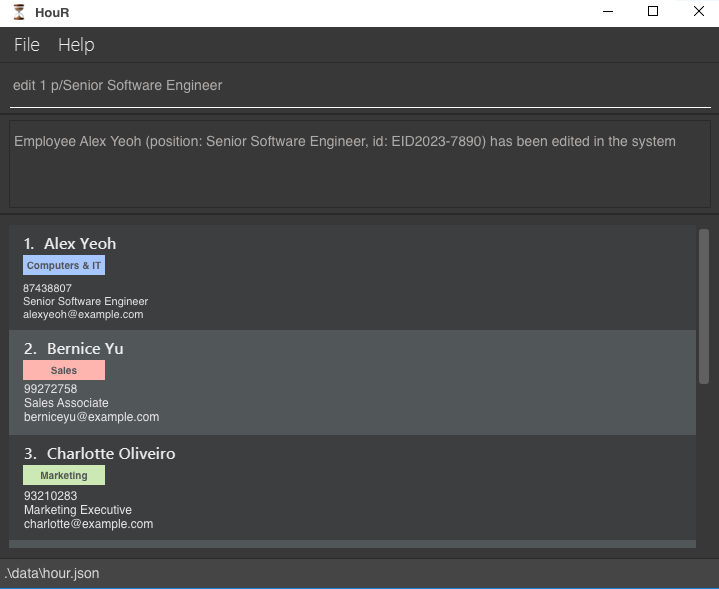 HouR
File Help
edit 1 p/Senior Software Engineer
Employee Alex Yeoh (position: Senior Software Engineer, id: EID2023-7890) has been edited in the system
1. Alex Yeoh
Computers & IT
87438807
Senior Software Engineer
alexyeoh@example.com
2. Bernice Yu
Sales
99272758
Sales Associate
berniceyu@example.com
3. Charlotte Oliveiro
Marketing
93210283
Marketing Executive
charlotte@example.com
.\data\hour.json